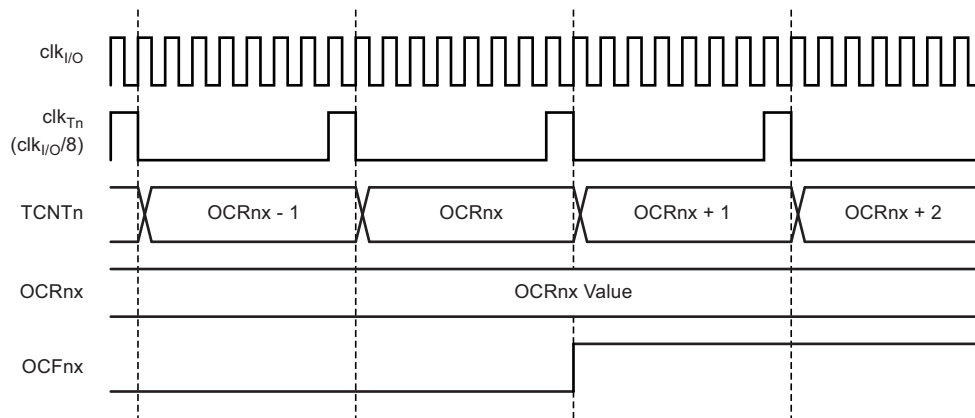 clkI/O
clkTn
(clkI/O/8)
TCNTn OCRnx - 1 OCRnx OCRnx + 1 OCRnx + 2
OCRnx OCRnx Value
OCFnx